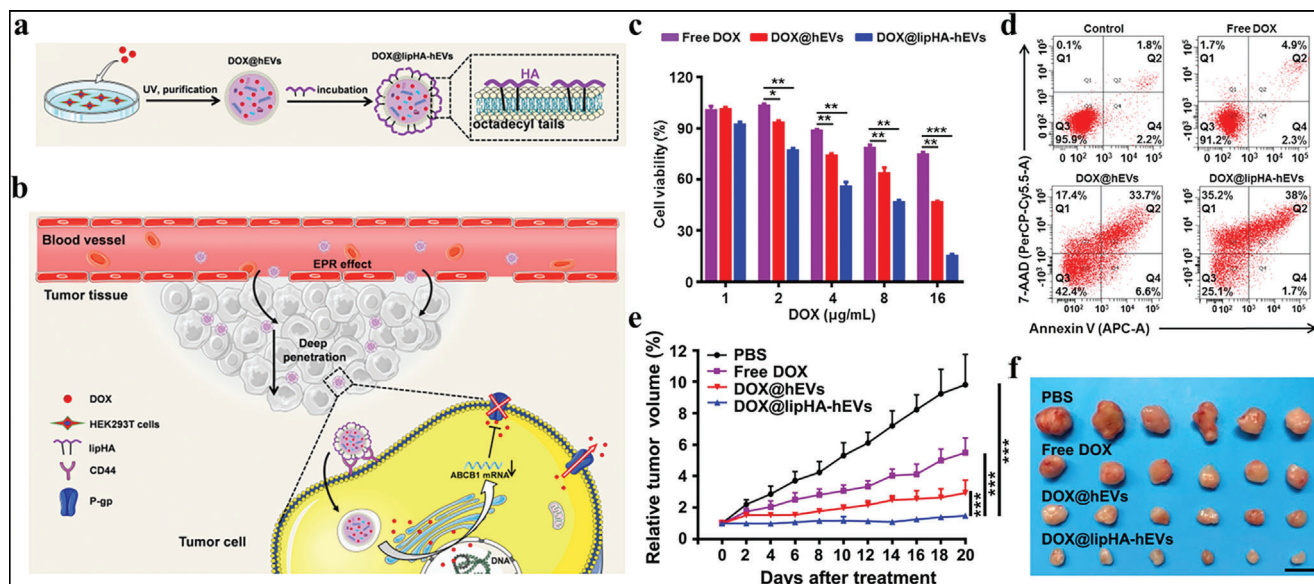 a
DOX
DOX@hEVs
DOX@lipHA-hEVs
UV, purification
incubation
HA
octadecyl tails
b
Blood vessel
EPR effect
Tumor tissue
Deep
penetration
DOX
HEK293T cells
lipHA
CD44
P-gp
ABCB1 mRNA
DNA
Tumor cell
c
Free DOX DOX@hEVs DOX@lipHA-hEVs
Cell viability (%)
120
90
60
30
0
** * ** ** ** ** *** **
1 2 4 8 16
DOX (µg/mL)
d
Control
0.1% 1.8%
Q1 Q2
Q3 Q4
95.9% 2.2%
Free DOX
1.7% 4.9%
Q1 Q2
Q3 Q4
91.2% 2.3%
DOX@hEVs
17.4% 33.7%
Q1 Q2
Q3 Q4
42.4% 6.6%
DOX@lipHA-hEVs
35.2% 38%
Q1 Q2
Q3 Q4
25.1% 1.7%
7-AAD (PerCP-Cy5.5-A)
Annexin V (APC-A)
e
Relative tumor volume (%)
12
10
8
6
4
2
0
PBS
Free DOX
DOX@hEVs
DOX@lipHA-hEVs
*** *** ***
0 2 4 6 8 10 12 14 16 18 20
Days after treatment
f
PBS
Free DOX
DOX@hEVs
DOX@lipHA-hEVs